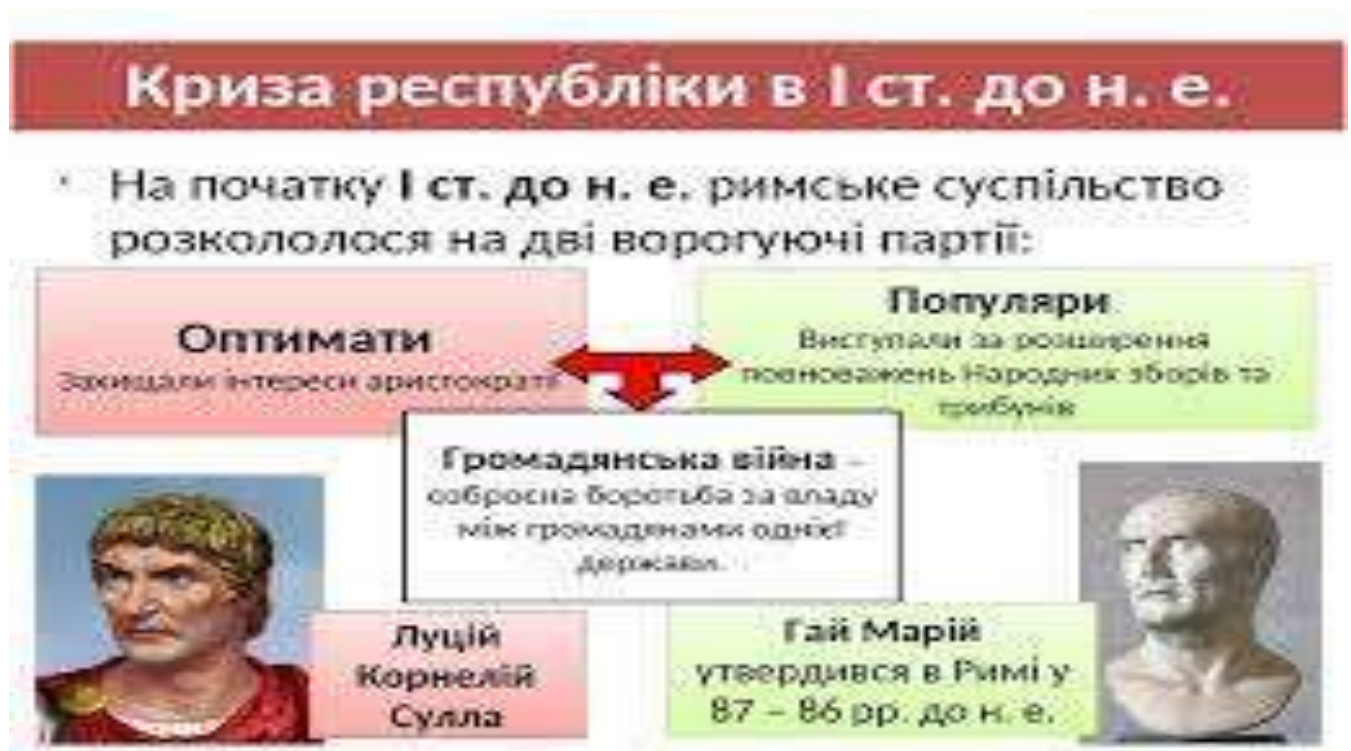 Криза республіки в І ст. до н. е.
На початку І ст. до н. е. римське суспільство
розкололося на дві ворогуючі партії:
Оптимати
Захищали інтереси аристократії
Популяри
Виступали за розширення
повноважень Народних зборів та
трибунів
Громадянська війна –
озброєна боротьба за владу
між громадянами однієї
держави.
Луцій
Корнелій
Сулла
Гай Марій
утвердився в Римі у
87 – 86 рр. до н. е.